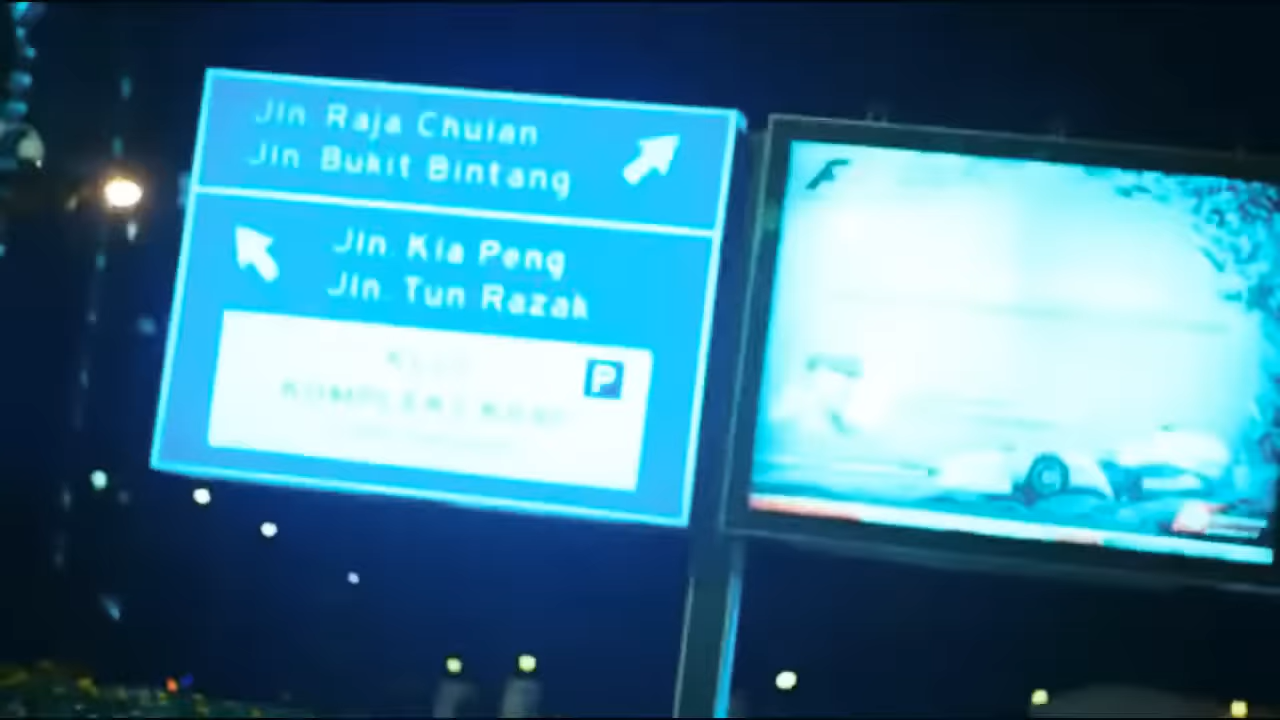 Jln. Raja Chulan
Jln. Bukit Bintang
Jln. Kia Peng
Jln. Tun Razak
P